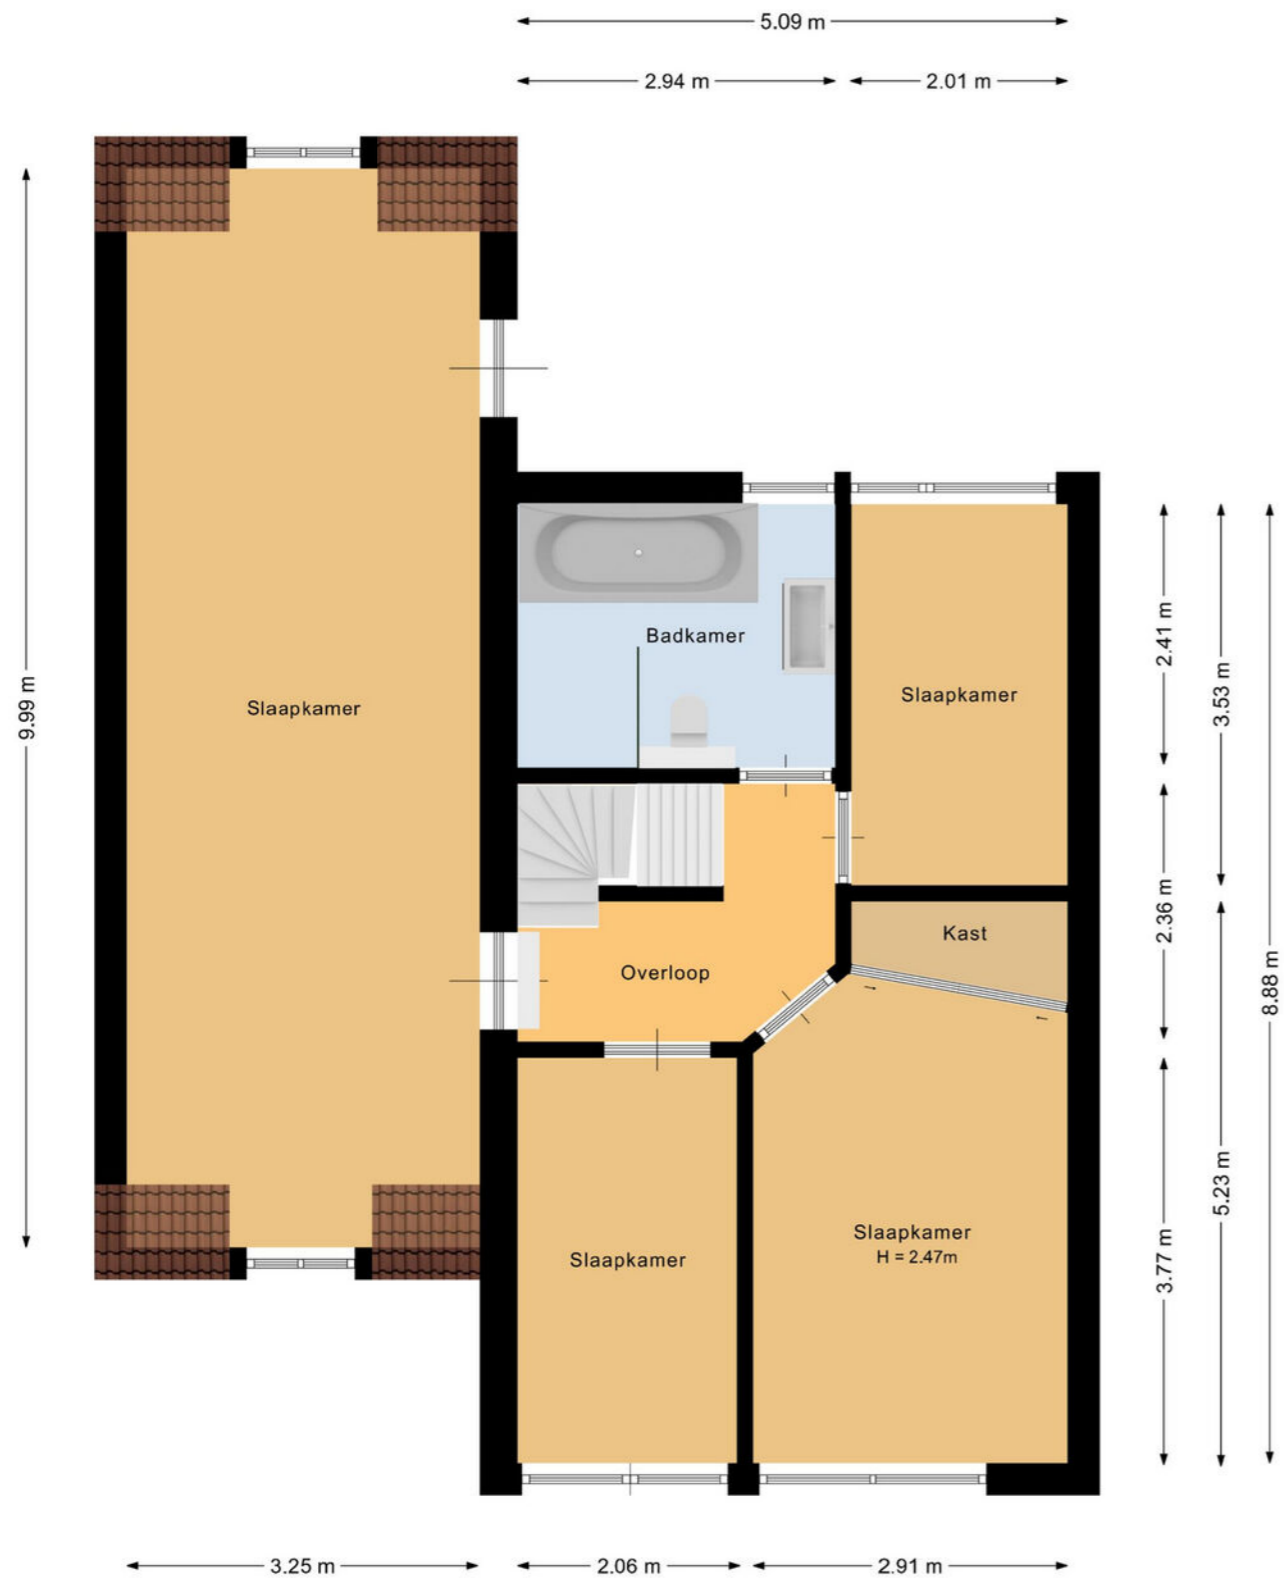 5.09 m
2.94 m
2.01 m
9.99 m
Slaapkamer
Badkamer
Slaapkamer
2.41 m
3.53 m
2.36 m
8.88 m
Kast
Overloop
Slaapkamer
Slaapkamer
H = 2.47m
5.23 m
3.77 m
3.25 m
2.06 m
2.91 m